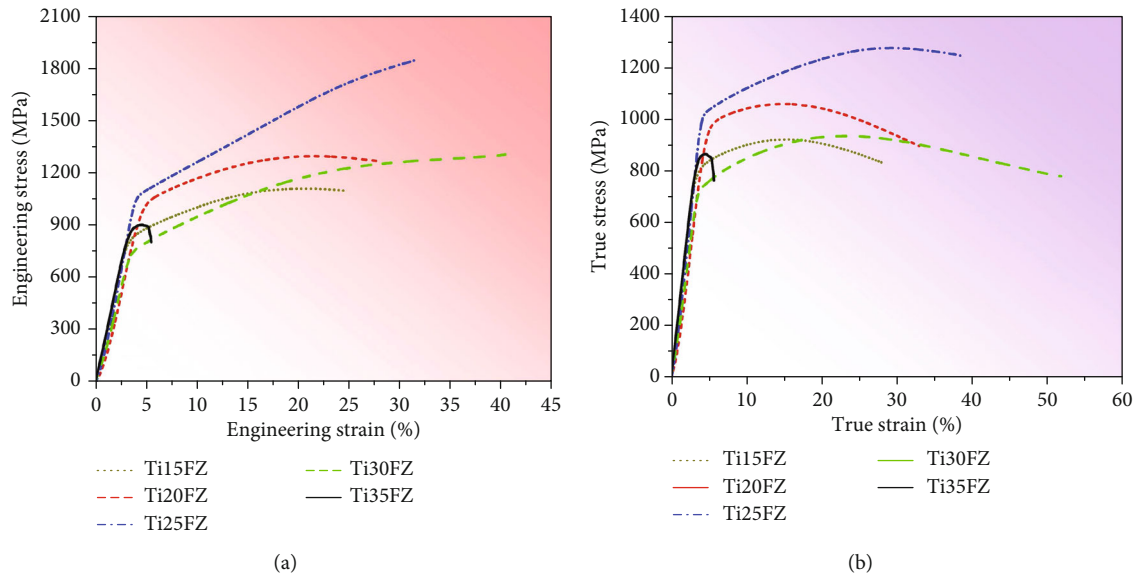 2100
1800
1500
1200
900
600
300
0
Engineering stress (MPa)
0 5 10 15 20 25 30 35 40 45
Engineering strain (%)
Ti15FZ Ti30FZ
Ti20FZ Ti35FZ
Ti25FZ
(a)
1400
1200
1000
800
600
400
200
0
True stress (MPa)
0 10 20 30 40 50 60
True strain (%)
Ti15FZ Ti30FZ
Ti20FZ Ti35FZ
Ti25FZ
(b)